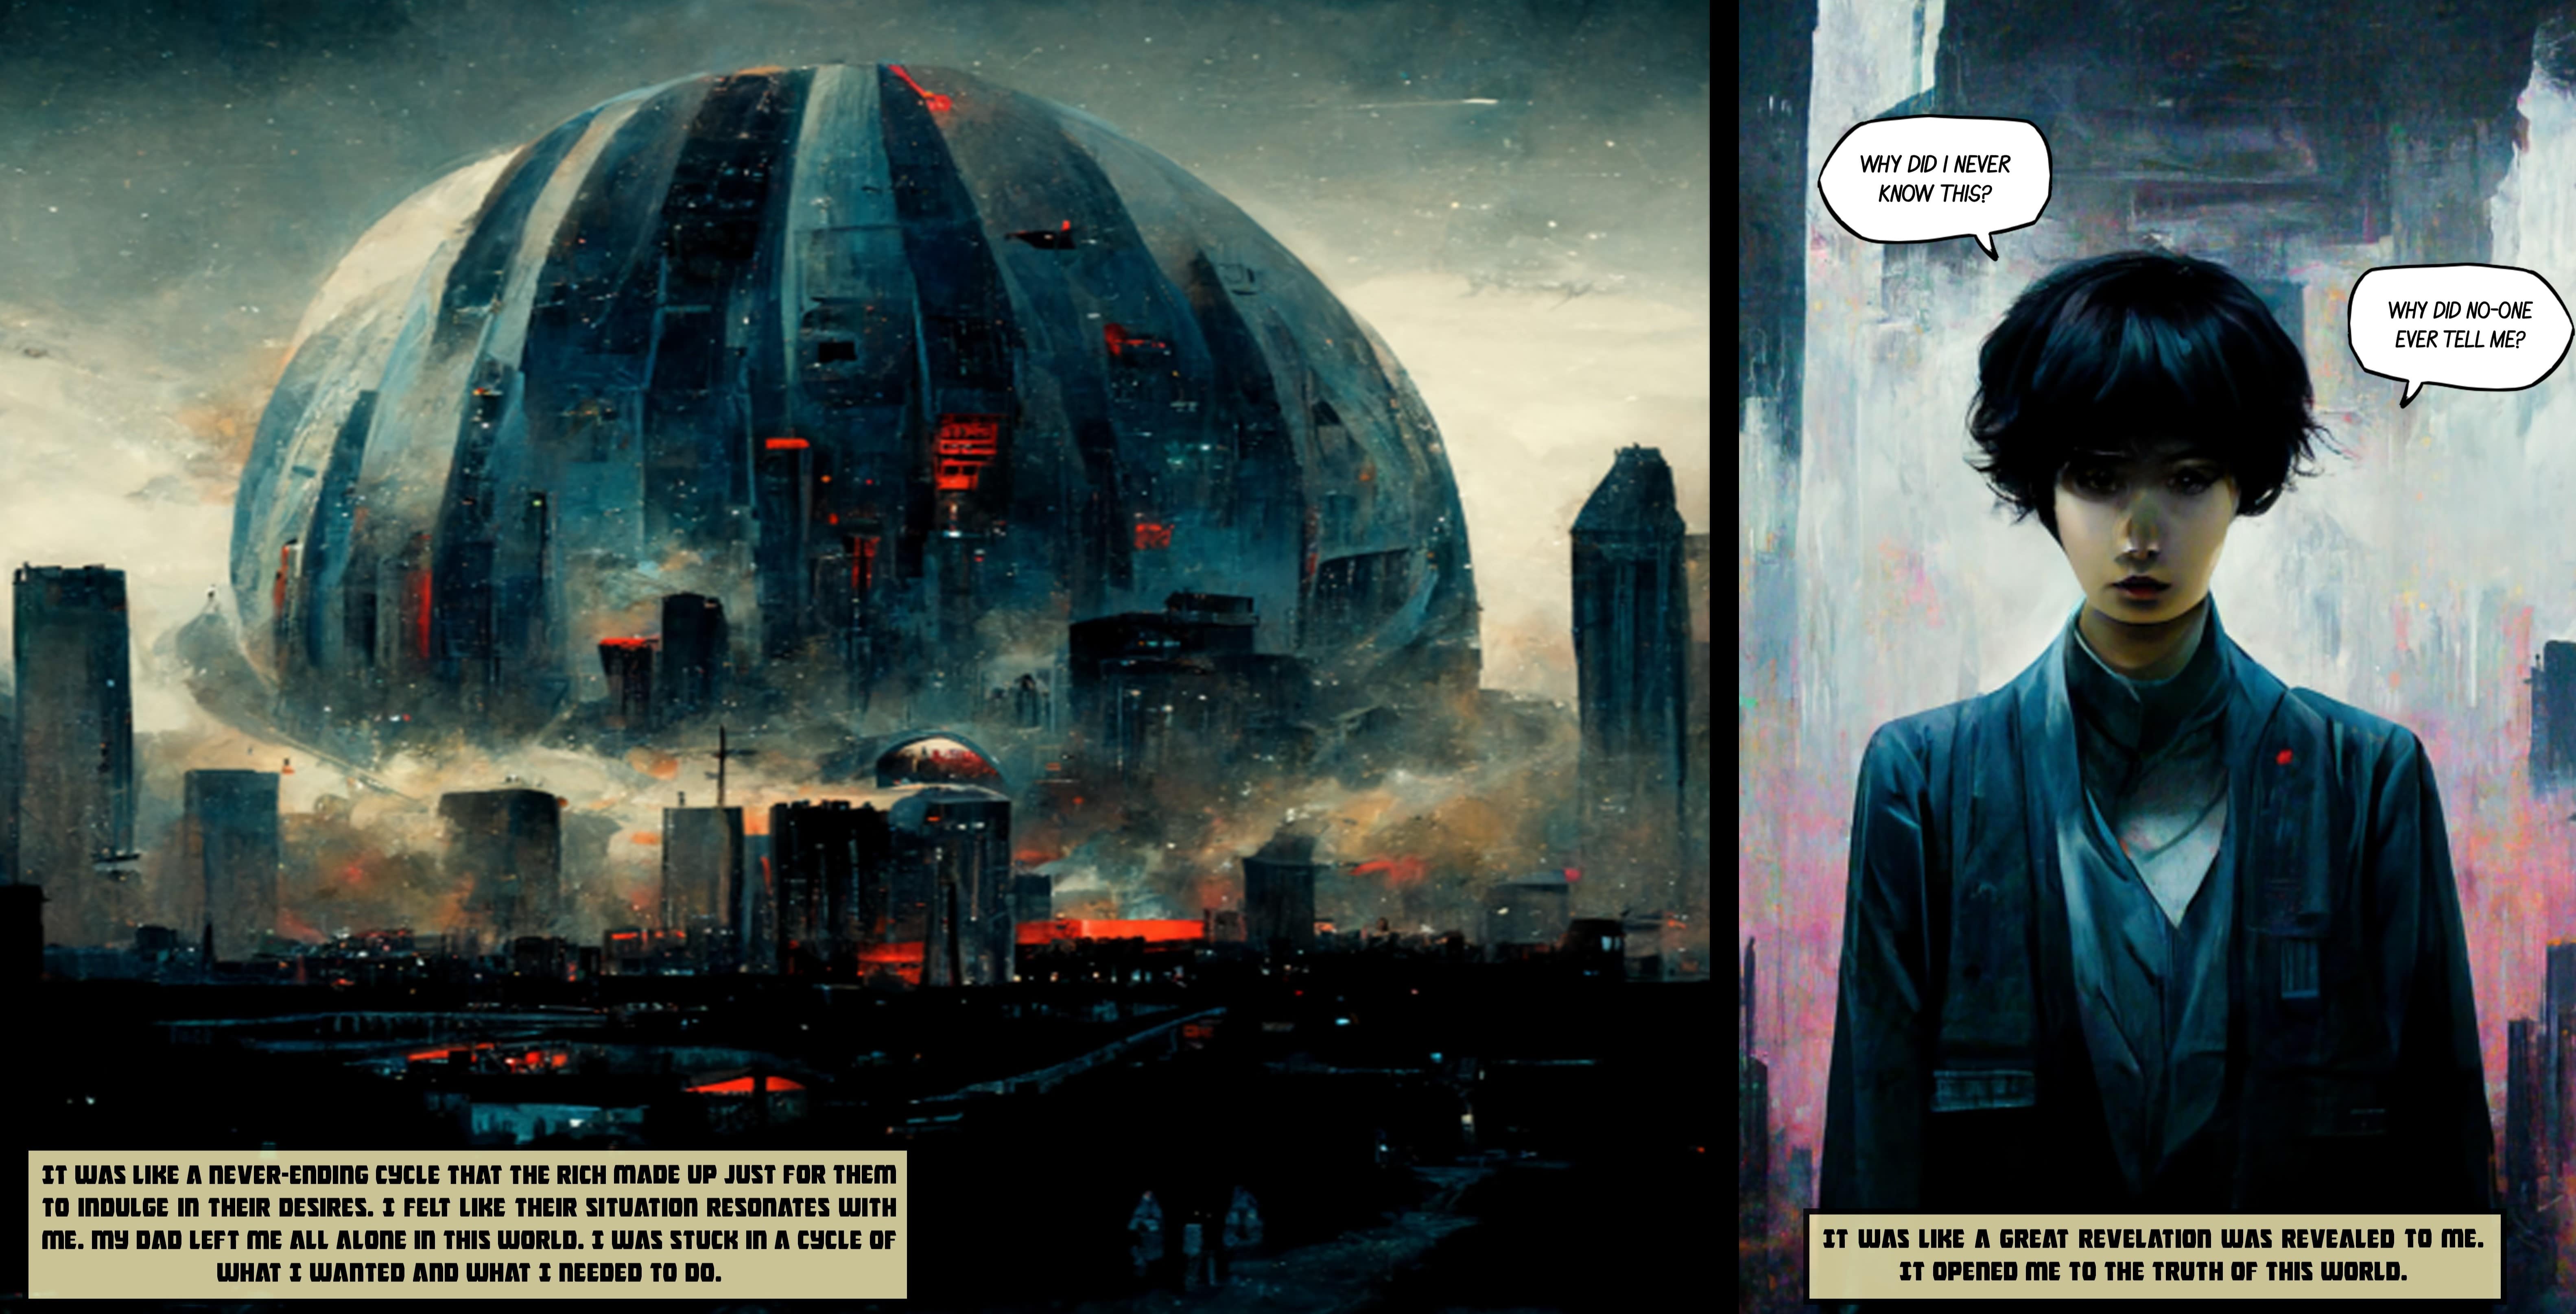 IT WAS LIKE A NEVER-ENDING CYCLE THAT THE RICH MADE UP JUST FOR THEM
TO INDULGE IN THEIR DESIRES. I FELT LIKE THEIR SITUATION RESONATES WITH
ME. MY DAD LEFT ME ALL ALONE IN THIS WORLD. I WAS STUCK IN A CYCLE OF
WHAT I WANTED AND WHAT I NEEDED TO DO.
WHY DID I NEVER
KNOW THIS?
WHY DID NO-ONE
EVER TELL ME?
IT WAS LIKE A GREAT REVELATION WAS REVEALED TO ME.
IT OPENED ME TO THE TRUTH OF THIS WORLD.